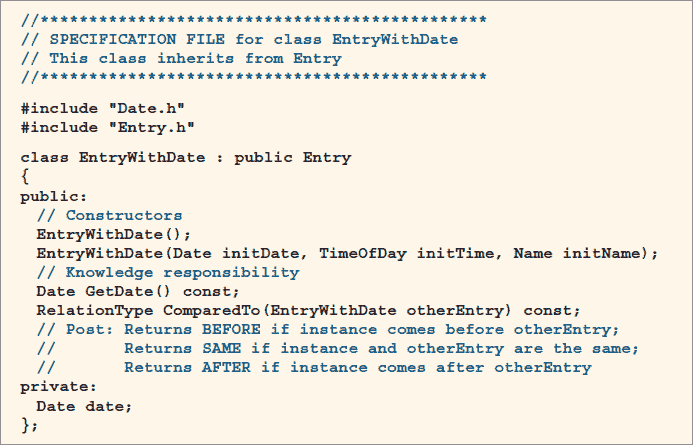 //**********************************************
// SPECIFICATION FILE for class EntryWithDate
// This class inherits from Entry
//**********************************************
#include "Date.h"
#include "Entry.h"
class EntryWithDate : public Entry
{
public:
// Constructors
EntryWithDate();
EntryWithDate(Date initDate, TimeOfDay initTime, Name initName);
// Knowledge responsibility
Date GetDate() const;
RelationType ComparedTo(EntryWithDate otherEntry) const;
// Post: Returns BEFORE if instance comes before otherEntry;
//       Returns SAME if instance and otherEntry are the same;
//       Returns AFTER if instance comes after otherEntry
private:
Date date;
};